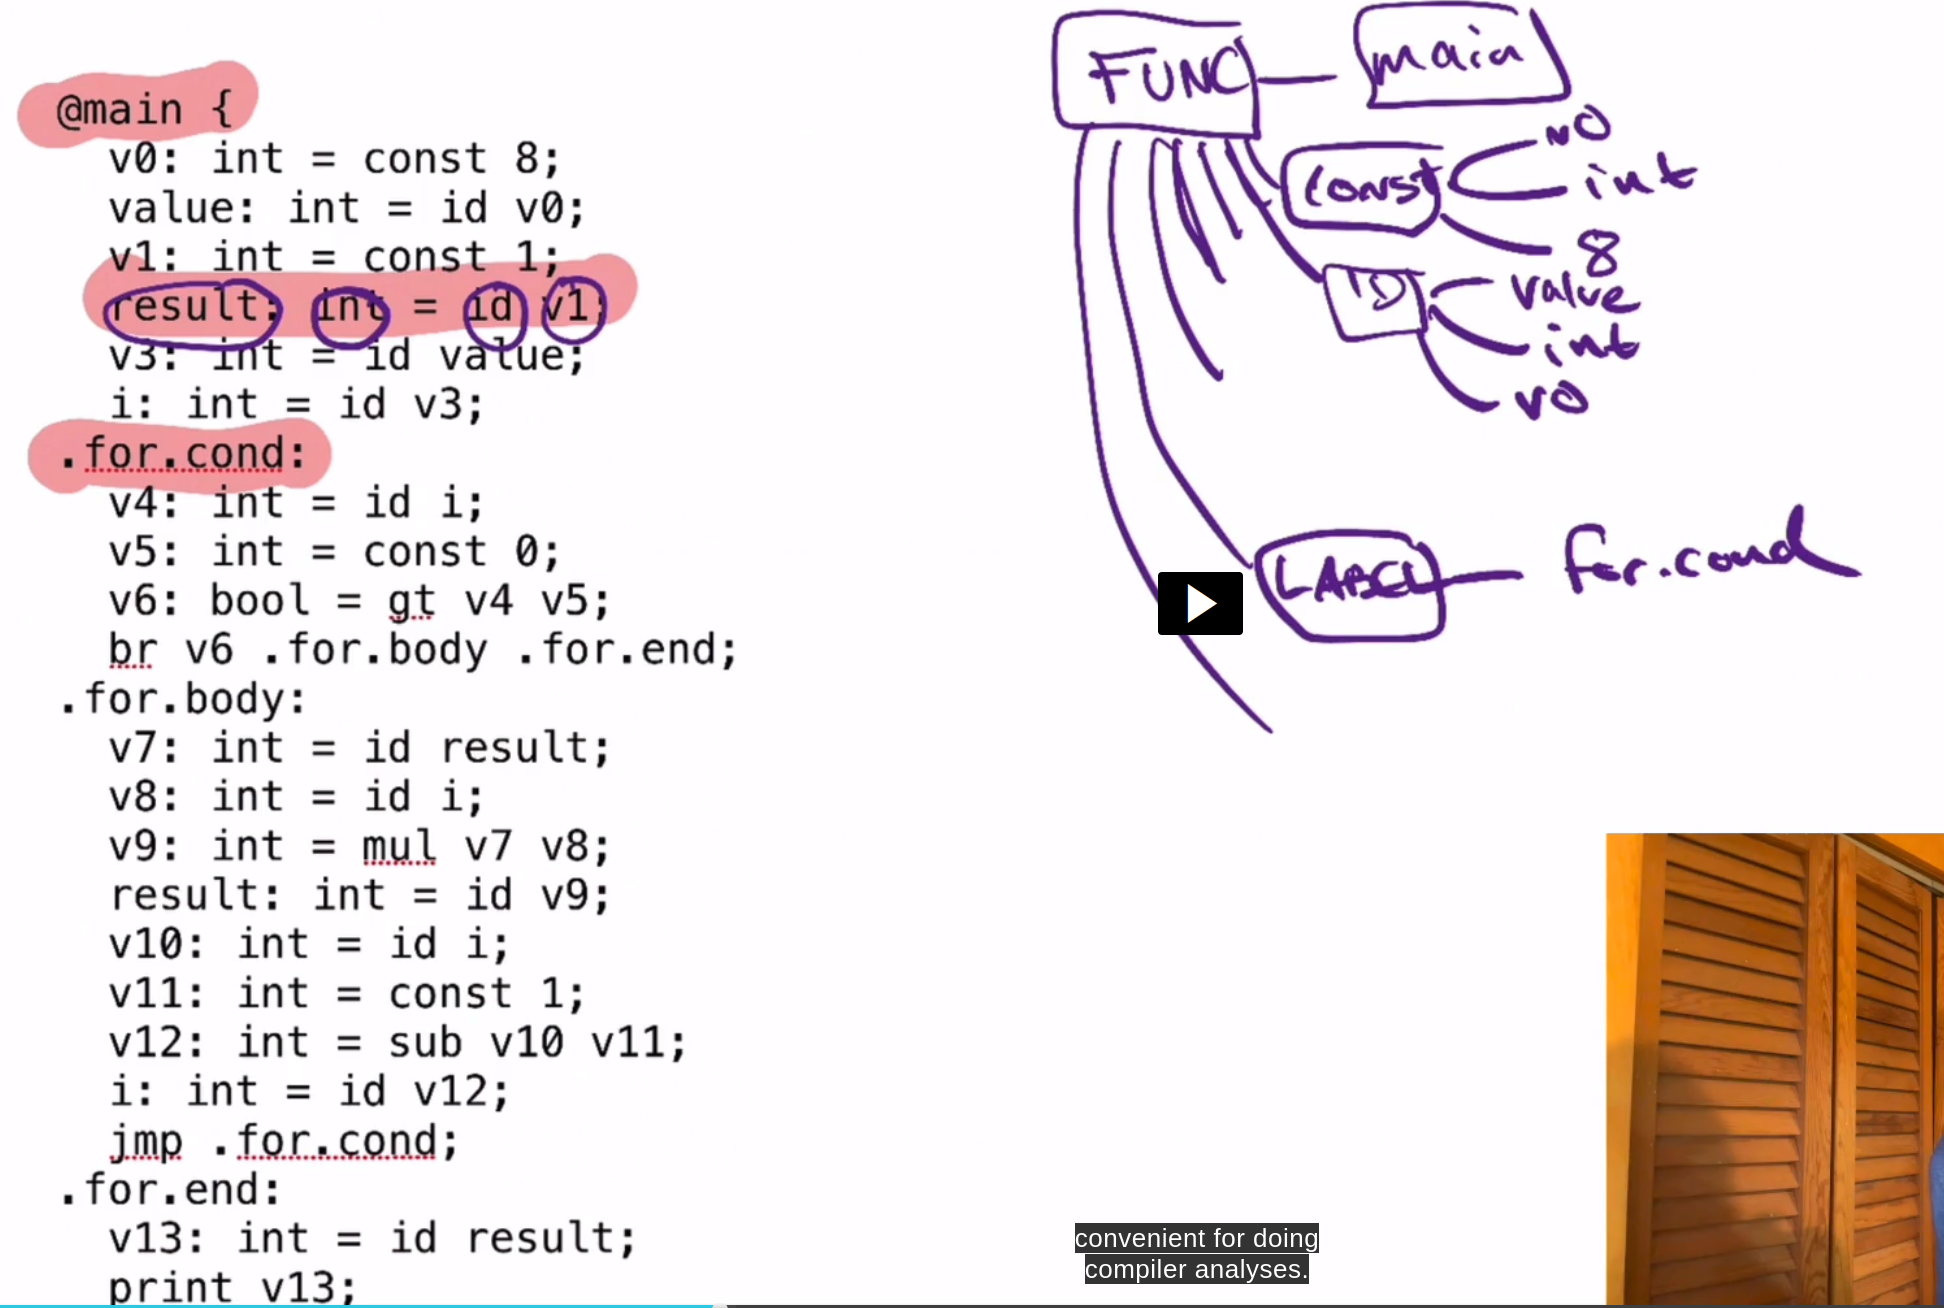 @main {
v0: int = const 8;
value: int = id v0;
v1: int = const 1;
result: int = id v1;
v3: int = id value;
i: int = id v3;
.for.cond:
v4: int = id i;
v5: int = const 0;
v6: bool = gt v4 v5;
br v6 .for.body .for.end;
.for.body:
v7: int = id result;
v8: int = id i;
v9: int = mul v7 v8;
result: int = id v9;
v10: int = id i;
v11: int = const 1;
v12: int = sub v10 v11;
i: int = id v12;
jmp .for.cond;
.for.end:
v13: int = id result;
print v13;
FUNC main
const v0
int
8
ID value
int
v0
LABEL for.cond
convenient for doing
compiler analyses.